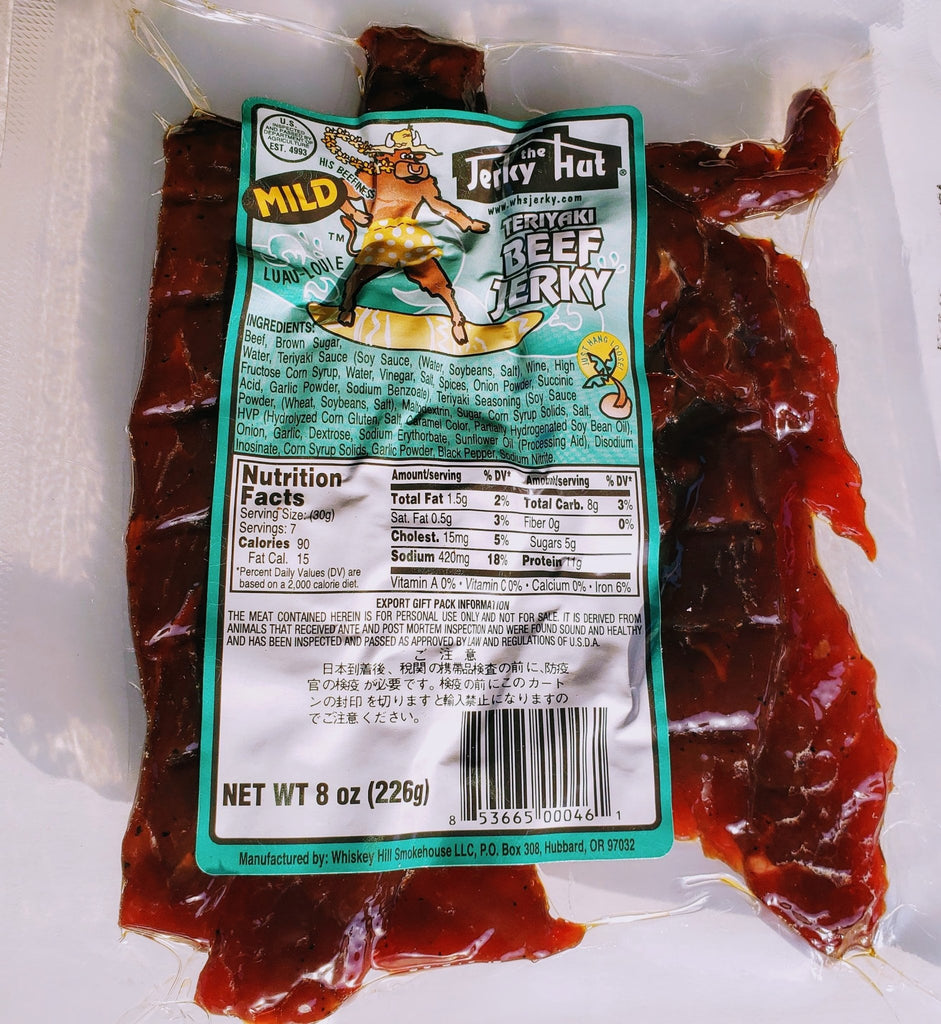 U.S.
INSPECTED
AND PASSED BY
DEPARTMENT OF
AGRICULTURE
EST. 4993
HIS BEEFINESS
MILD
TM
LUAU-LOUIE
the
Jerky Hut ®
www.whsjerky.com
TERIYAKI
BEEF
JERKY
JUST HANG LOOSE!
INGREDIENTS:
Beef, Brown Sugar,
Water, Teriyaki Sauce (Soy Sauce, (Water, Soybeans, Salt), Wine, High
Fructose Corn Syrup, Water, Vinegar, Salt, Spices, Onion Powder, Succinic
Acid, Garlic Powder, Sodium Benzoate), Teriyaki Seasoning (Soy Sauce
Powder, (Wheat, Soybeans, Salt), Maltodextrin, Sugar, Corn Syrup Solids, Salt,
HVP (Hydrolyzed Corn Gluten, Salt, Caramel Color, Partially Hydrogenated Soy Bean Oil),
Onion, Garlic, Dextrose, Sodium Erythorbate, Sunflower Oil (Processing Aid), Disodium
Inosinate, Corn Syrup Solids, Garlic Powder, Black Pepper, Sodium Nitrite.
Nutrition
Facts
Serving Size: (30g)
Servings: 7
Calories 90
Fat Cal. 15
*Percent Daily Values (DV) are
based on a 2,000 calorie diet.
Amount/serving % DV*
Total Fat 1.5g 2%
Sat. Fat 0.5g 3%
Cholest. 15mg 5%
Sodium 420mg 18%
Amount/serving % DV*
Total Carb. 8g 3%
Fiber 0g 0%
Sugars 5g
Protein 11g
Vitamin A 0% • Vitamin C 0% • Calcium 0% • Iron 6%
EXPORT GIFT PACK INFORMATION
THE MEAT CONTAINED HEREIN IS FOR PERSONAL USE ONLY AND NOT FOR SALE. IT IS DERIVED FROM
ANIMALS THAT RECEIVED ANTE AND POST MORTEM INSPECTION AND WERE FOUND SOUND AND HEALTHY
AND HAS BEEN INSPECTED AND PASSED AS APPROVED BY LAW AND REGULATIONS OF U.S.D.A.
ご 注 意
日本到着後、税関の携帯品検査の前に、防疫
官の検疫が必要です。検疫の前にこのカート
ンの封印を切りますと輸入禁止になりますの
でご注意ください。
NET WT 8 oz (226g)
8 53665 00046 1
Manufactured by: Whiskey Hill Smokehouse LLC, P.O. Box 308, Hubbard, OR 97032